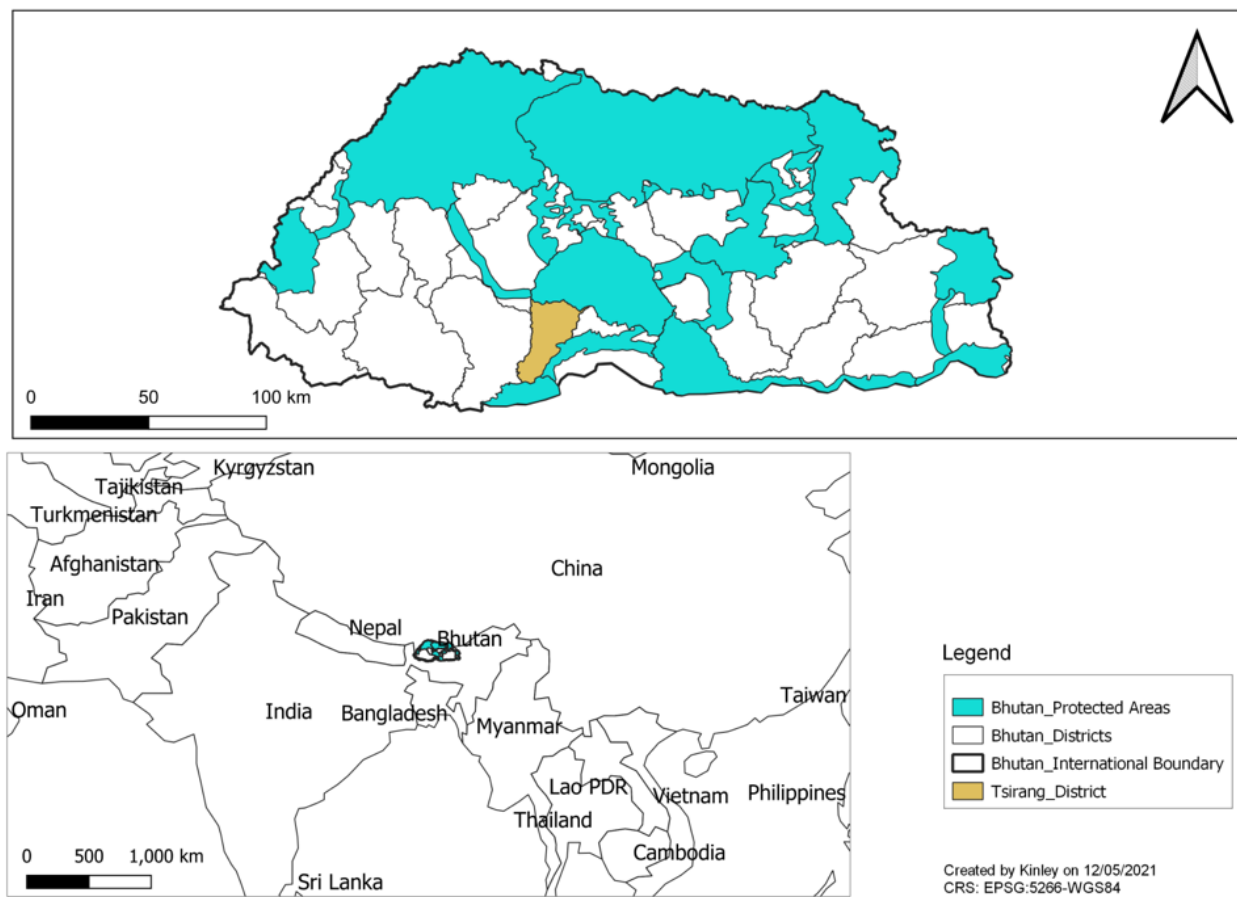 0 50 100 km
Kyrgyzstan Mongolia
Tajikistan
Turkmenistan
Afghanistan China
Iran
Pakistan
Nepal Bhutan
Oman India Bangladesh Taiwan
Myanmar
Lao PDR Vietnam Philippines
Thailand
Cambodia
0 500 1,000 km
Sri Lanka
Legend
Bhutan_Protected Areas
Bhutan_Districts
Bhutan_International Boundary
Tsirang_District
Created by Kinley on 12/05/2021
CRS: EPSG:5266-WGS84